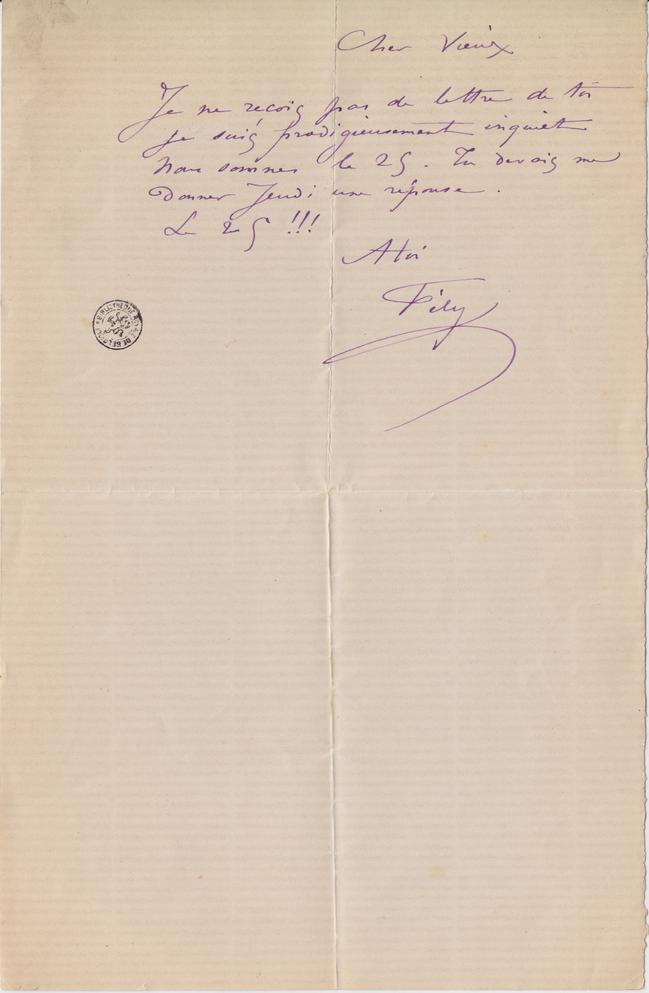 Cher Vieux
Je ne reçois pas de lettre de toi
je suis prodigieusement inquiet
Nous sommes le 25. Tu devais me
Donner Jeudi une réponse.
Le 25 !!!
A toi
Fély